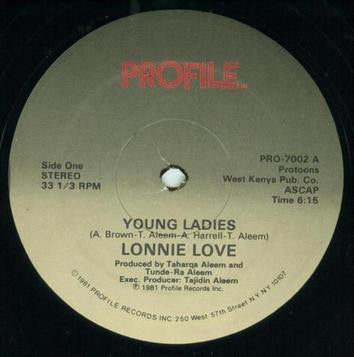 PROFILE
Side One
STEREO
33 1/3 RPM
PRO-7002 A
Protoons
West Kenya Pub. Co.
ASCAP
Time 6:15
YOUNG LADIES
(A. Brown-T. Aleem-A. Harrell-T. Aleem)
LONNIE LOVE
Produced by Taharqa Aleem and
Tunde-Ra Aleem
Exec. Producer: Tajidin Aleem
℗ 1981 Profile Records Inc.
© 1981 PROFILE RECORDS INC 250 West 57th Street N.Y. N.Y. 10107